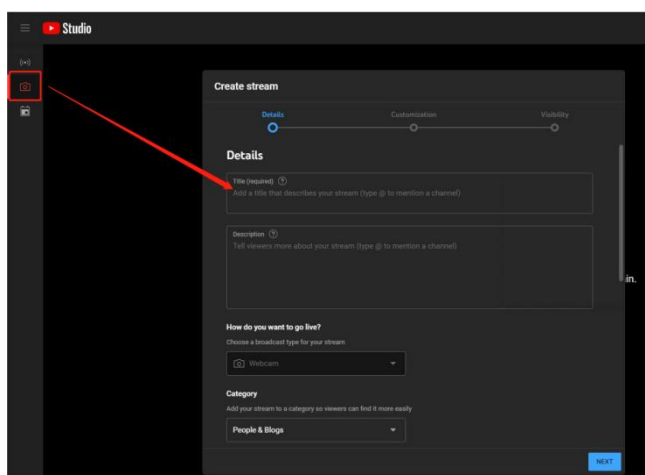 Studio
Create stream
Details
Customization
Visibility
Details
Title (required)
Add a title that describes your stream (type @ to mention a channel)
Description
Tell viewers more about your stream (type @ to mention a channel)
in.
How do you want to go live?
Choose a broadcast type for your stream
Webcam
Category
Add your stream to a category so viewers can find it more easily
People & Blogs
NEXT